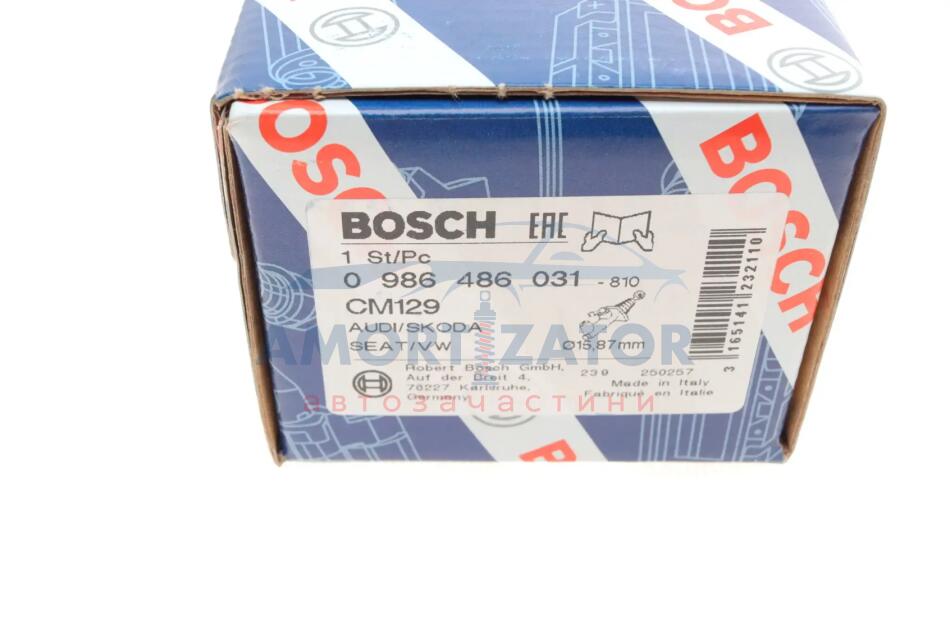 BOSCH
BOSCH
BOSCH EAC
1 St/Pc
0 986 486 031 - 810
CM129
AUDI/SKODA
SEAT/VW
Ø15,87mm
Robert Bosch GmbH,
Auf der Breit 4,
76227 Karlsruhe,
Germany
239 250257
Made in Italy
Fabriqué en Italie
3 165141 232110
AMORTIZATOR
автозапчастини